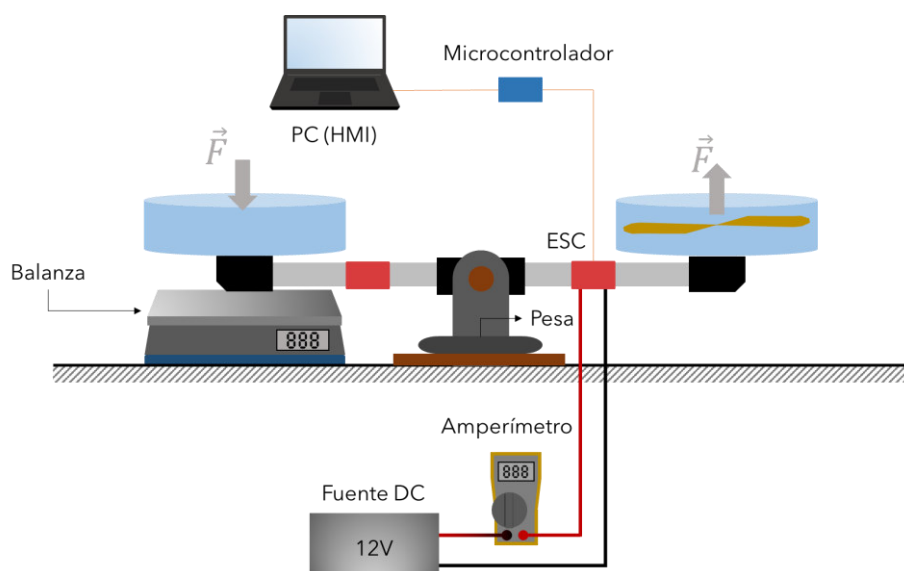 Microcontrolador
PC (HMI)
F
F
ESC
Balanza
888
Pesa
Amperímetro
888
Fuente DC
12V